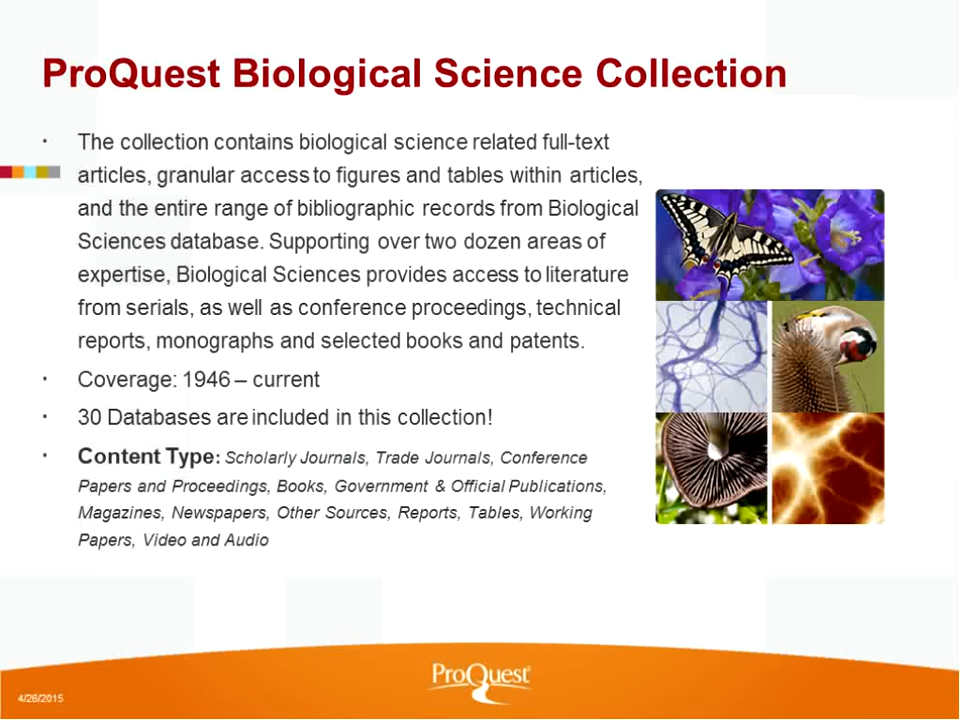 ProQuest Biological Science Collection
• The collection contains biological science related full-text
articles, granular access to figures and tables within articles,
and the entire range of bibliographic records from Biological
Sciences database. Supporting over two dozen areas of
expertise, Biological Sciences provides access to literature
from serials, as well as conference proceedings, technical
reports, monographs and selected books and patents.
• Coverage: 1946 – current
• 30 Databases are included in this collection!
• Content Type: Scholarly Journals, Trade Journals, Conference
Papers and Proceedings, Books, Government & Official Publications,
Magazines, Newspapers, Other Sources, Reports, Tables, Working
Papers, Video and Audio
ProQuest
4/26/2015